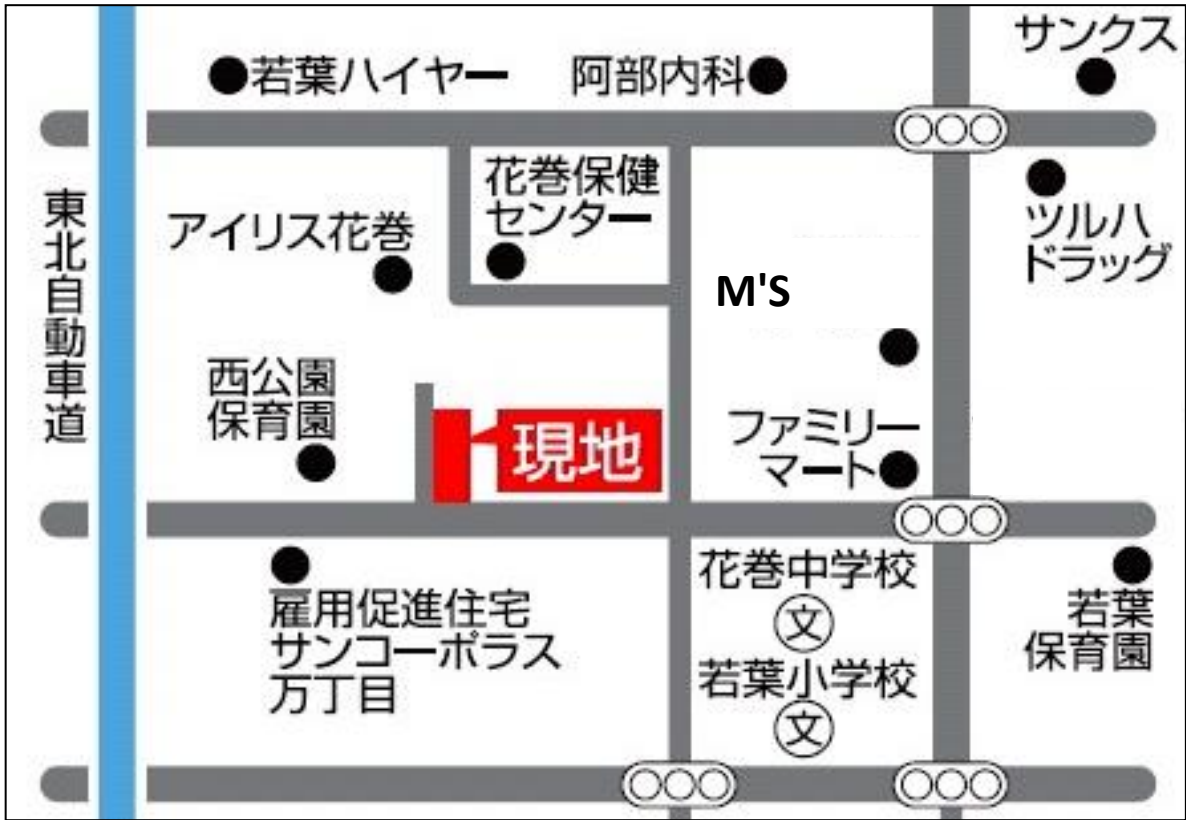 サンクス
若葉ハイヤー
阿部内科
花巻保健
センター
ツルハ
ドラッグ
東北自動車道
アイリス花巻
M'S
西公園
保育園
現地
ファミリー
マート
花巻中学校
文
若葉小学校
文
若葉
保育園
雇用促進住宅
サンコーポラス
万丁目